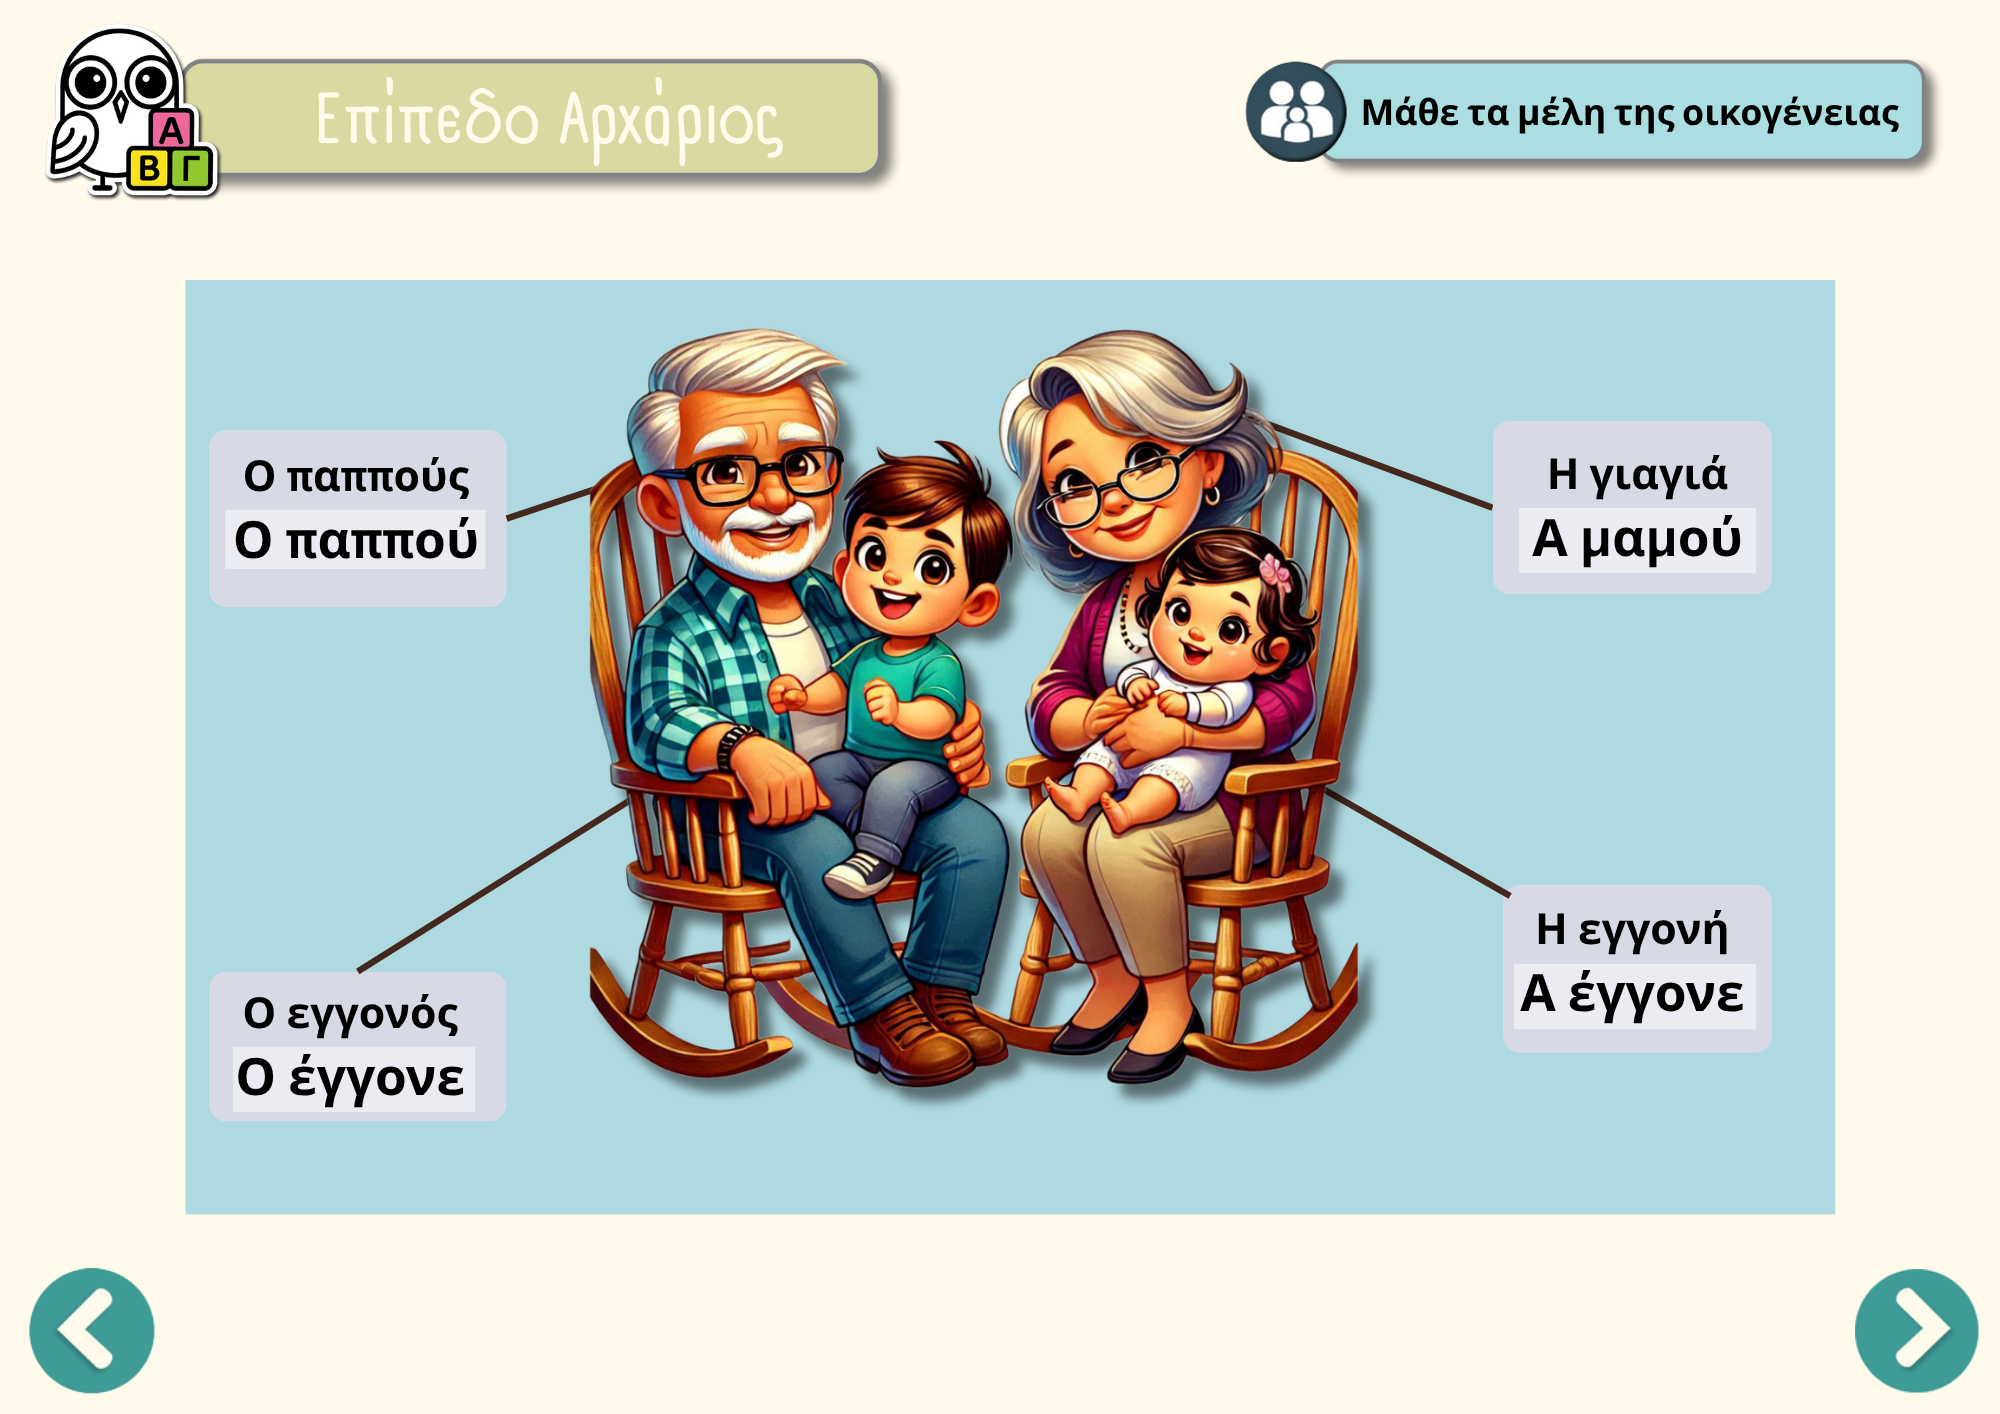 Επίπεδο Αρχάριος
Μάθε τα μέλη της οικογένειας
Α
Β Γ
Ο παππούς
Ο παππού
Η γιαγιά
Α μαμού
Ο εγγονός
Ο έγγονε
Η εγγονή
Α έγγονε